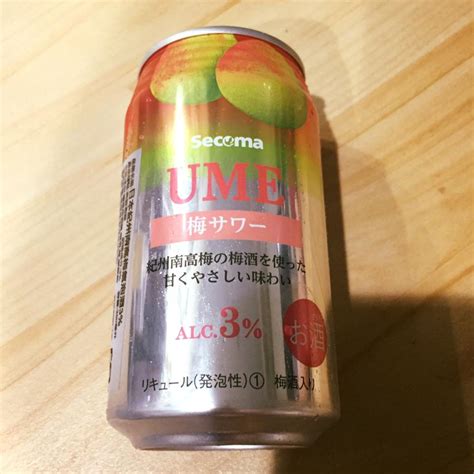 Secoma
UME
梅サワー
紀州南高梅の梅酒を使った
甘くやさしい味わい
ALC.3%
お酒
リキュール(発泡性)① 梅酒入り